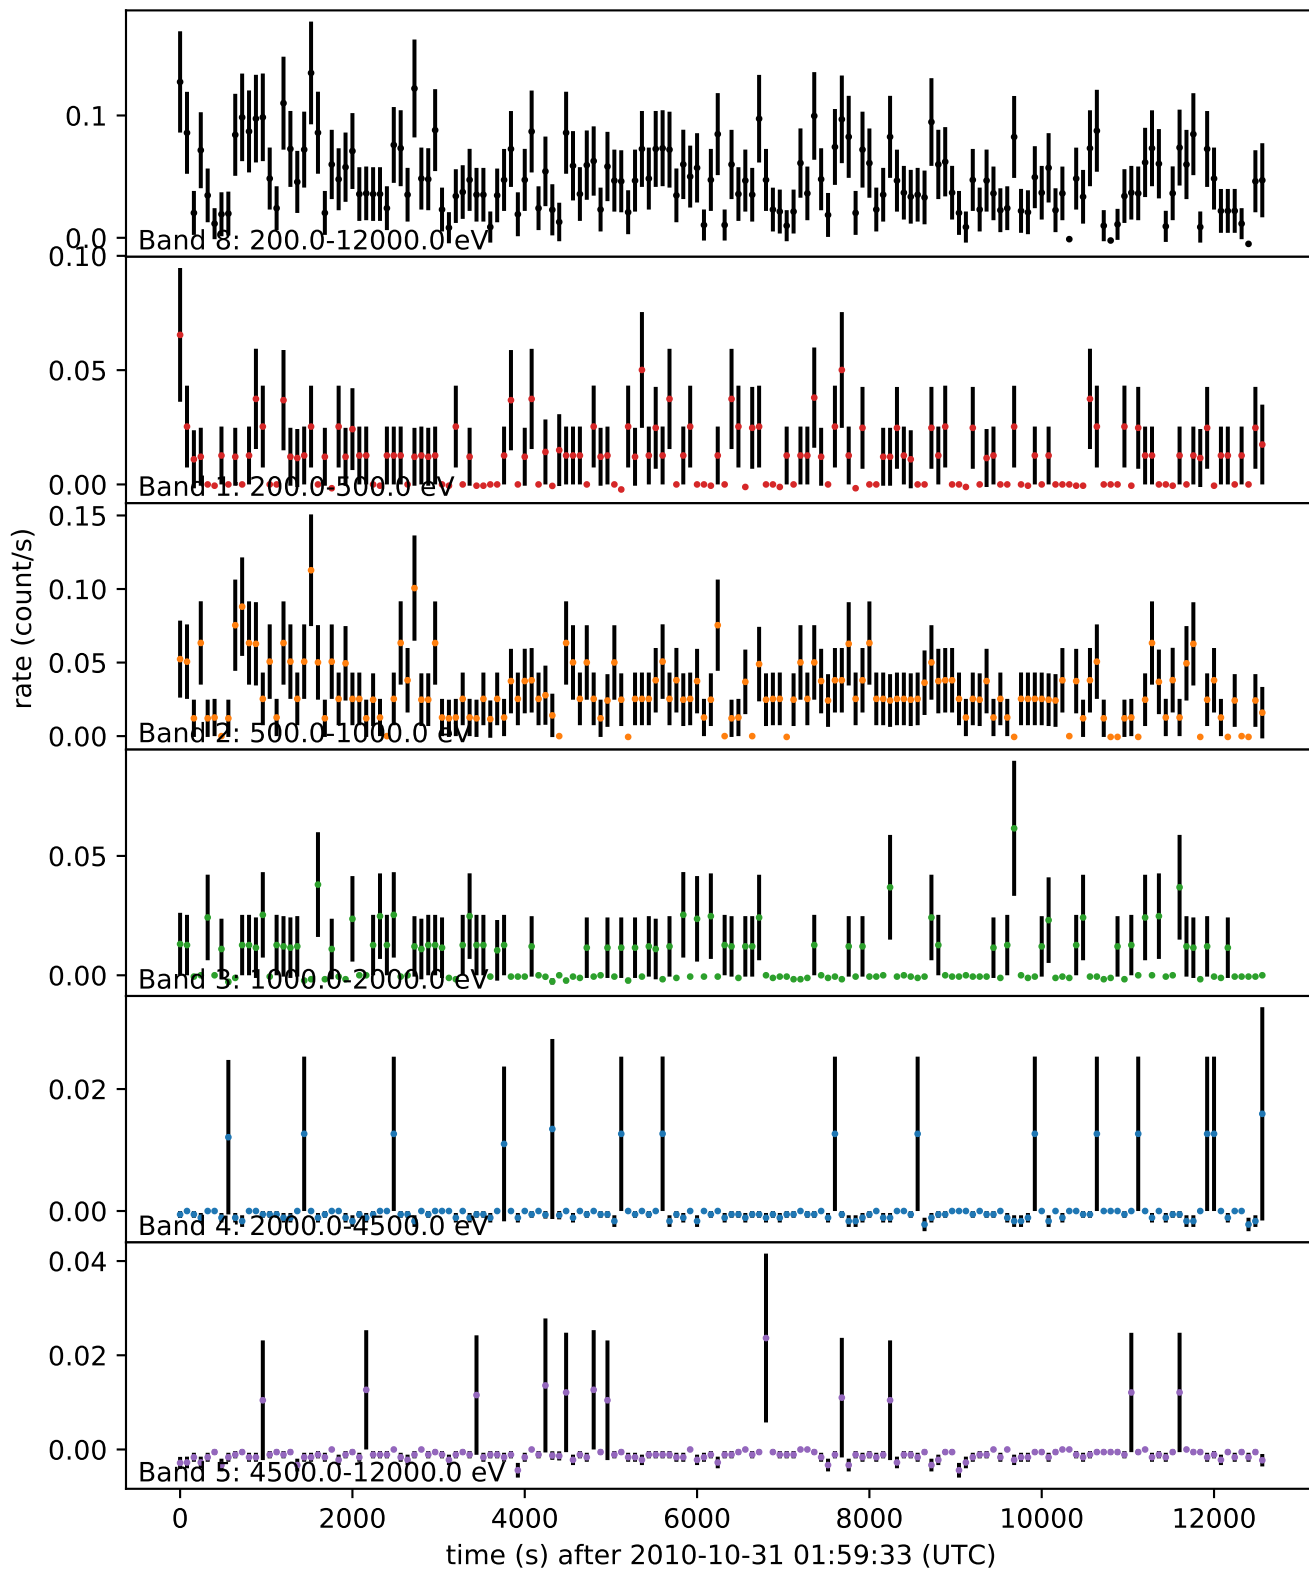 0.1
0.0
Band 8: 200.0-12000.0 eV
0.10
0.05
0.00
Band 1: 200.0-500.0 eV
0.15
0.10
0.05
0.00
Band 2: 500.0-1000.0 eV
rate (count/s)
0.05
0.00
Band 3: 1000.0-2000.0 eV
0.02
0.00
Band 4: 2000.0-4500.0 eV
0.04
0.02
0.00
Band 5: 4500.0-12000.0 eV
0 2000 4000 6000 8000 10000 12000
time (s) after 2010-10-31 01:59:33 (UTC)